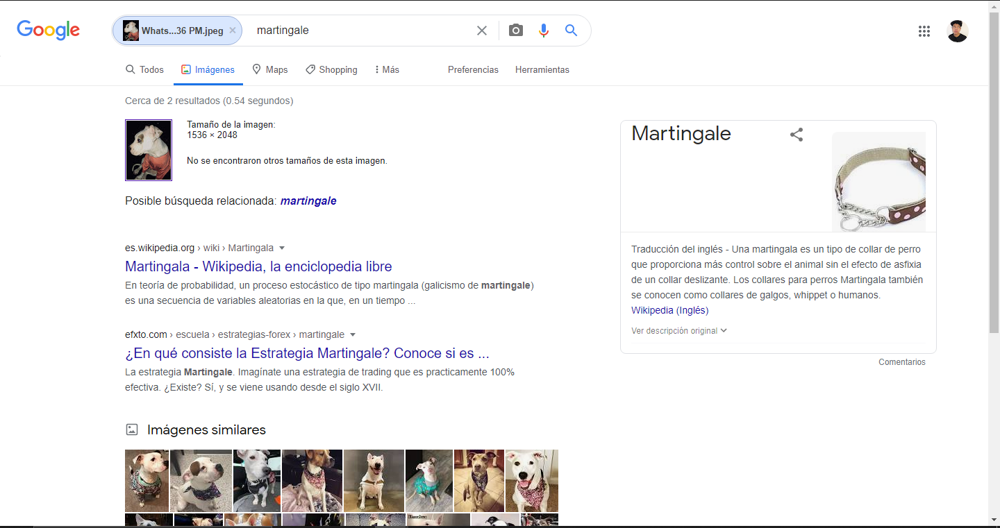 Google
Whats...36 PM.jpeg
martingale
Todos
Imágenes
Maps
Shopping
Más
Preferencias
Herramientas
Cerca de 2 resultados (0.54 segundos)
Tamaño de la imagen:
1536 × 2048
No se encontraron otros tamaños de esta imagen.
Posible búsqueda relacionada: martingale
es.wikipedia.org › wiki › Martingala
Martingala - Wikipedia, la enciclopedia libre
En teoría de probabilidad, un proceso estocástico de tipo martingala (galicismo de martingale)
es una secuencia de variables aleatorias en la que, en un tiempo ...
efxto.com › escuela › estrategias-forex › martingale
¿En qué consiste la Estrategia Martingale? Conoce si es ...
La estrategia Martingale. Imagínate una estrategia de trading que es practicamente 100%
efectiva. ¿Existe? Sí, y se viene usando desde el siglo XVII.
Imágenes similares
Martingale
Traducción del inglés - Una martingala es un tipo de collar de perro
que proporciona más control sobre el animal sin el efecto de asfixia
de un collar deslizante. Los collares para perros Martingala también
se conocen como collares de galgos, whippet o humanos.
Wikipedia (Inglés)
Ver descripción original
Comentarios